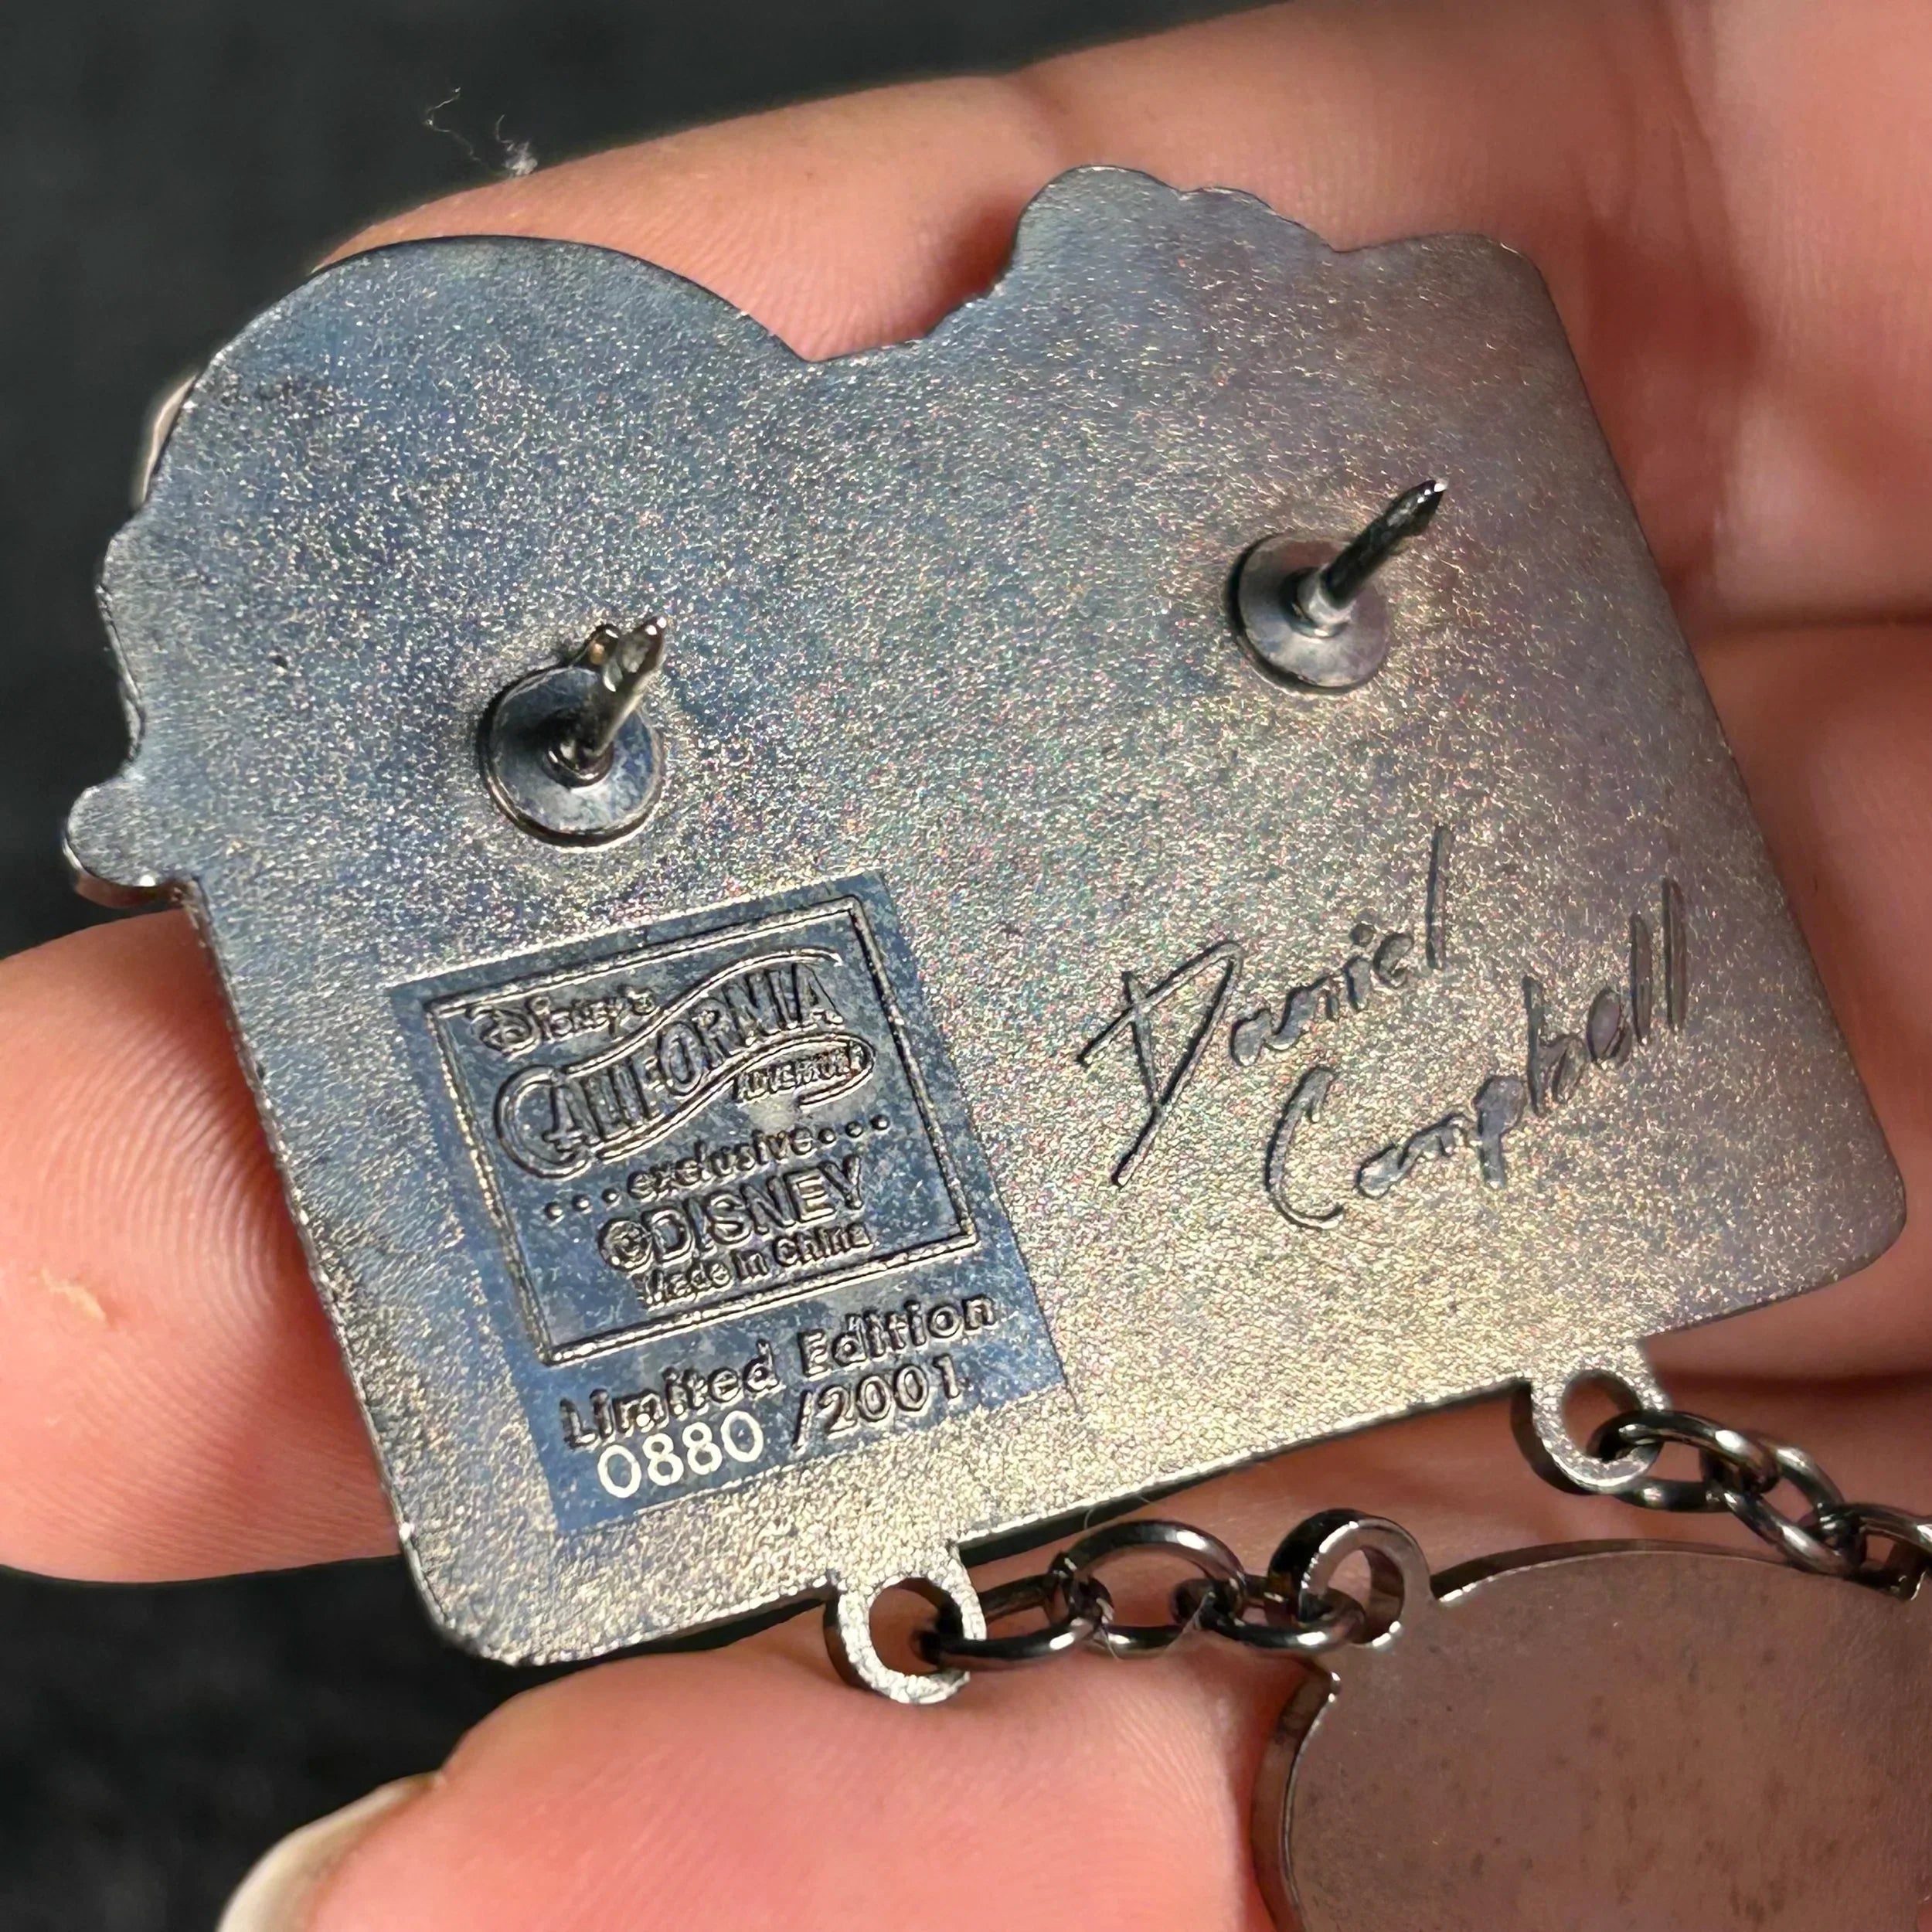 Disney's
CALIFORNIA
ADVENTURE
...exclusive...
©DISNEY
Made in China
Limited Edition
0880 /2001
Daniel
Campbell